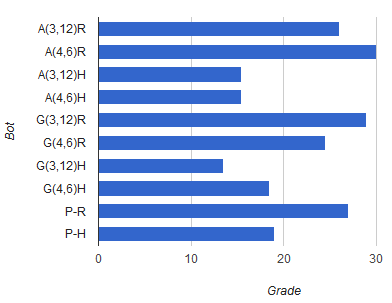 A(3,12)R
A(4,6)R
A(3,12)H
A(4,6)H
G(3,12)R
G(4,6)R
G(3,12)H
G(4,6)H
P-R
P-H
Bot
0 10 20 30
Grade